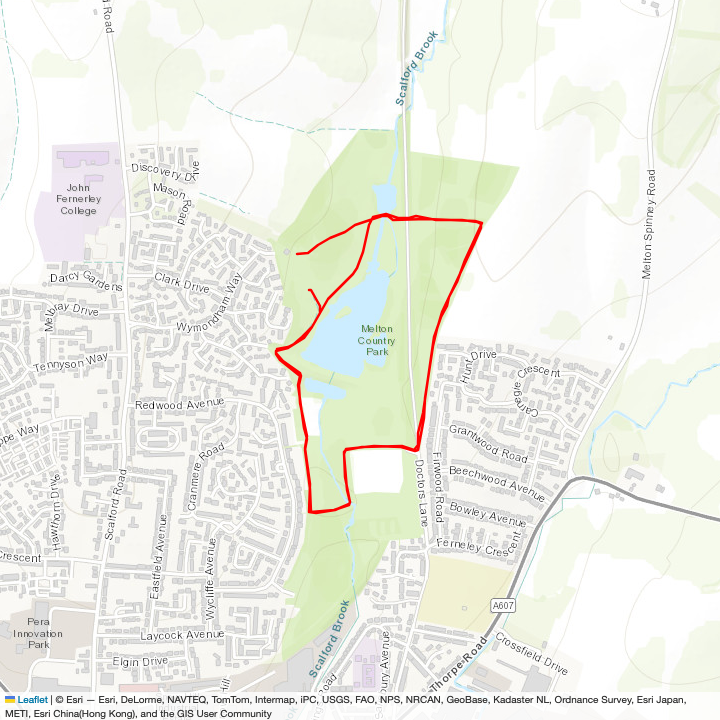 d Road
Scalford Brook
Discovery Drive
Mason Road
John
Fernerley
College
Melton Spinney Road
Darcy Gardens
Clark Drive
Wymondham Way
Melbray Drive
Tennyson Way
Melton
Country
Park
Hunt Drive
Carnegie Crescent
Redwood Avenue
ppe Way
Cranmere Road
Grantwood Road
Beechwood Avenue
Hawthorn Drive
Scalford Road
Doctors Lane
Firwood Road
Bowley Avenue
Ferneley Crescent
Crescent
Eastfield Avenue
Wycliffe Avenue
A607
Pera
Innovation
Park
Laycock Avenue
Scalford Brook
Elgin Drive
Crossfield Drive
Thorpe Road
bury Avenue
Hill
Road
Leaflet | © Esri — Esri, DeLorme, NAVTEQ, TomTom, Intermap, iPC, USGS, FAO, NPS, NRCAN, GeoBase, Kadaster NL, Ordnance Survey, Esri Japan,
METI, Esri China(Hong Kong), and the GIS User Community